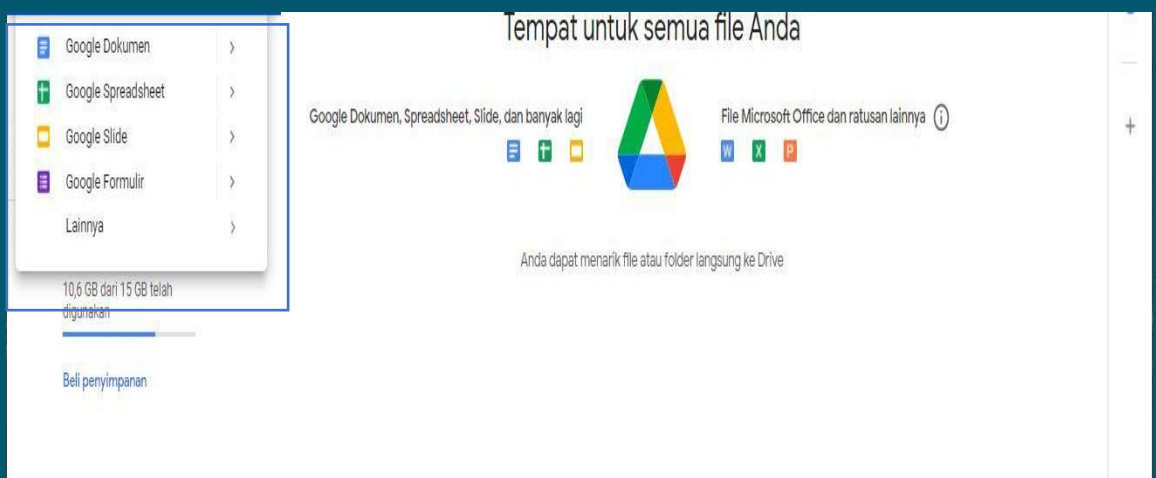 Tempat untuk semua file Anda
Google Dokumen
Google Spreadsheet
Google Slide
Google Formulir
Lainnya
Google Dokumen, Spreadsheet, Slide, dan banyak lagi
File Microsoft Office dan ratusan lainnya
W X P
Anda dapat menarik file atau folder langsung ke Drive
10,6 GB dari 15 GB telah
digunakan
Beli penyimpanan